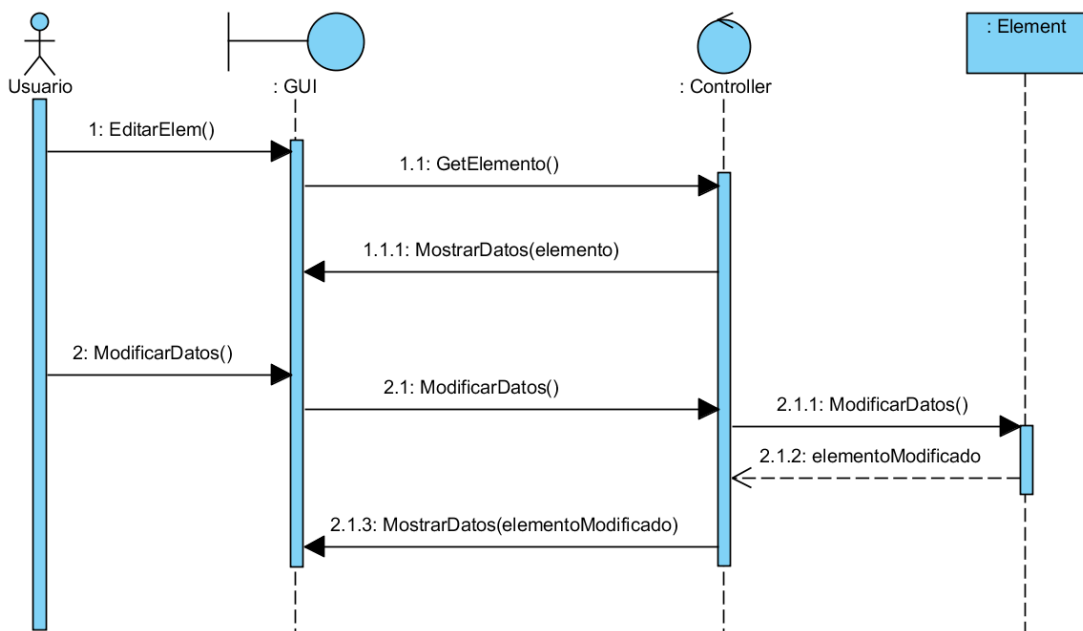 : Element
Usuario
: GUI
: Controller
1: EditarElem()
1.1: GetElemento()
1.1.1: MostrarDatos(elemento)
2: ModificarDatos()
2.1: ModificarDatos()
2.1.1: ModificarDatos()
2.1.2: elementoModificado
2.1.3: MostrarDatos(elementoModificado)